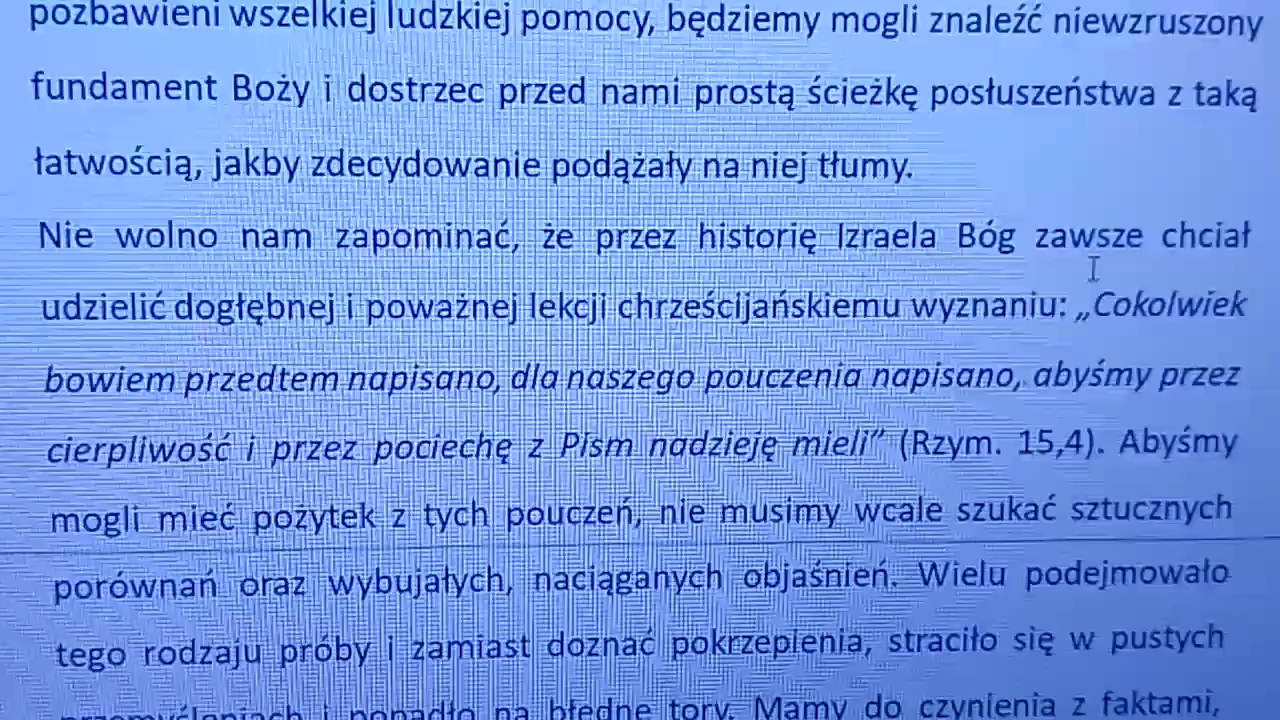 pozbawieni wszelkiej ludzkiej pomocy, będziemy mogli znaleźć niewzruszony
fundament Boży i dostrzec przed nami prostą ścieżkę posłuszeństwa z taką
łatwością, jakby zdecydowanie podążały na niej tłumy.
Nie wolno nam zapominać, że przez historię Izraela Bóg zawsze chciał
udzielić dogłębnej i poważnej lekcji chrześcijańskiemu wyznaniu: „Cokolwiek
bowiem przedtem napisano, dla naszego pouczenia napisano, abyśmy przez
cierpliwość i przez pociechę z Pism nadzieję mieli” (Rzym. 15,4). Abyśmy
mogli mieć pożytek z tych pouczeń, nie musimy wcale szukać sztucznych
porównań oraz wybujałych, naciąganych objaśnień. Wielu podejmowało
tego rodzaju próby i zamiast doznać pokrzepienia, straciło się w pustych
przemyśleniach i popadło na błędne tory. Mamy do czynienia z faktami,